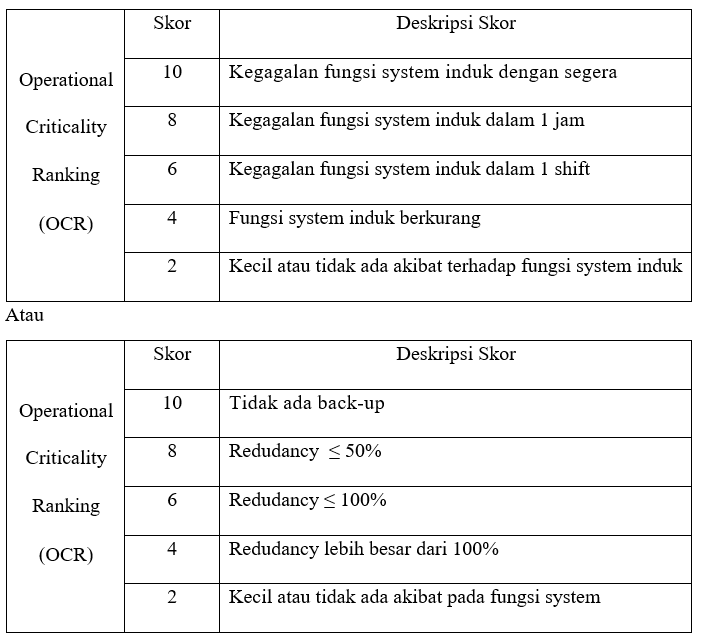 Skor Deskripsi Skor
Operational
Criticality
Ranking
(OCR)
10 Kegagalan fungsi system induk dengan segera
8 Kegagalan fungsi system induk dalam 1 jam
6 Kegagalan fungsi system induk dalam 1 shift
4 Fungsi system induk berkurang
2 Kecil atau tidak ada akibat terhadap fungsi system induk
Atau
Skor Deskripsi Skor
Operational
Criticality
Ranking
(OCR)
10 Tidak ada back-up
8 Redudancy ≤ 50%
6 Redudancy ≤ 100%
4 Redudancy lebih besar dari 100%
2 Kecil atau tidak ada akibat pada fungsi system